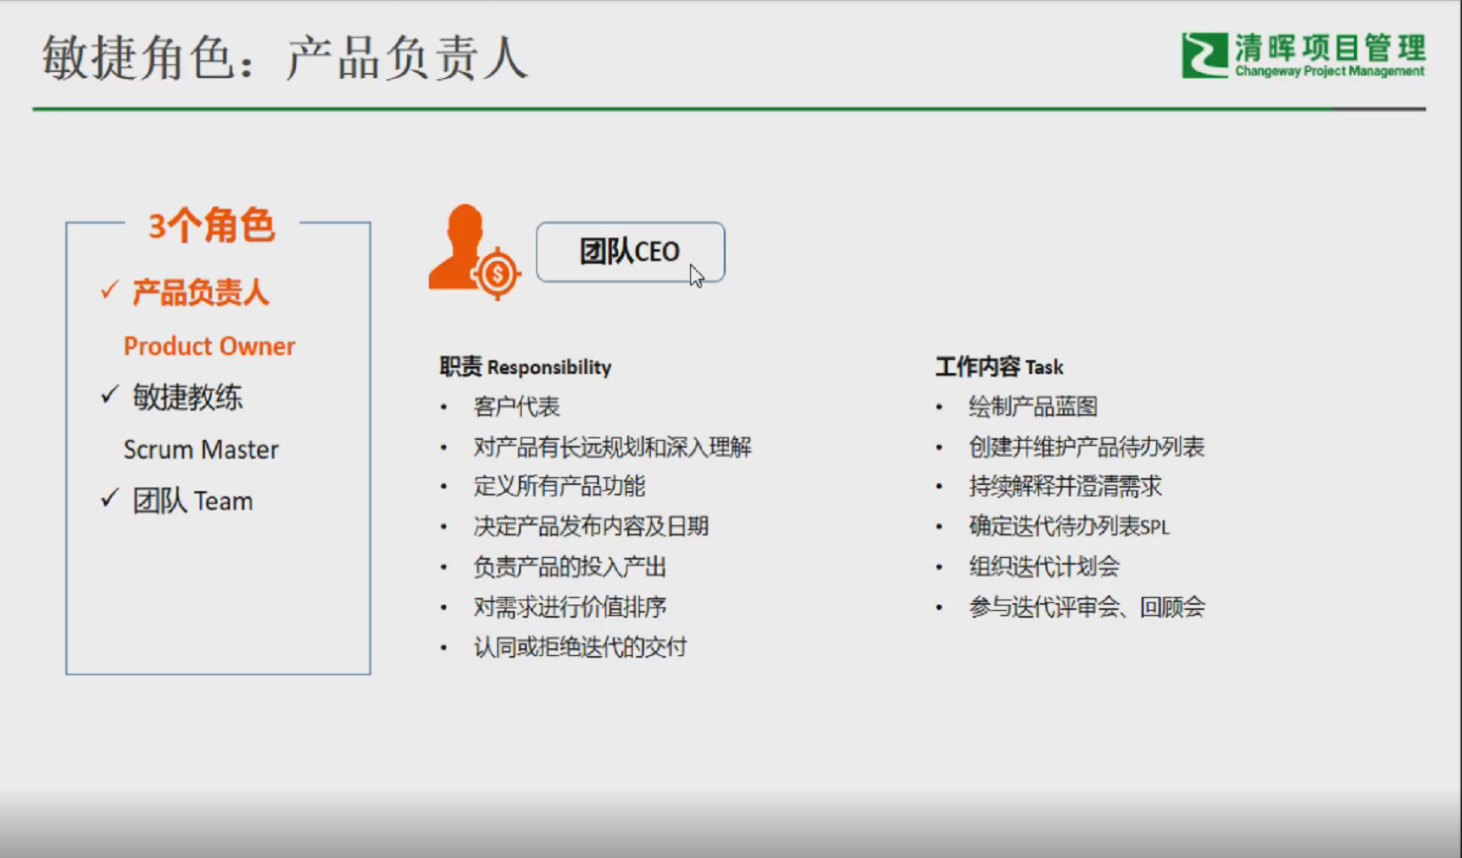 敏捷角色：产品负责人
清晖项目管理
Changeway Project Management
3个角色
✓ 产品负责人
Product Owner
✓ 敏捷教练
Scrum Master
✓ 团队 Team
团队CEO
职责 Responsibility
• 客户代表
• 对产品有长远规划和深入理解
• 定义所有产品功能
• 决定产品发布内容及日期
• 负责产品的投入产出
• 对需求进行价值排序
• 认同或拒绝迭代的交付
工作内容 Task
• 绘制产品蓝图
• 创建并维护产品待办列表
• 持续解释并澄清需求
• 确定迭代待办列表SPL
• 组织迭代计划会
• 参与迭代评审会、回顾会